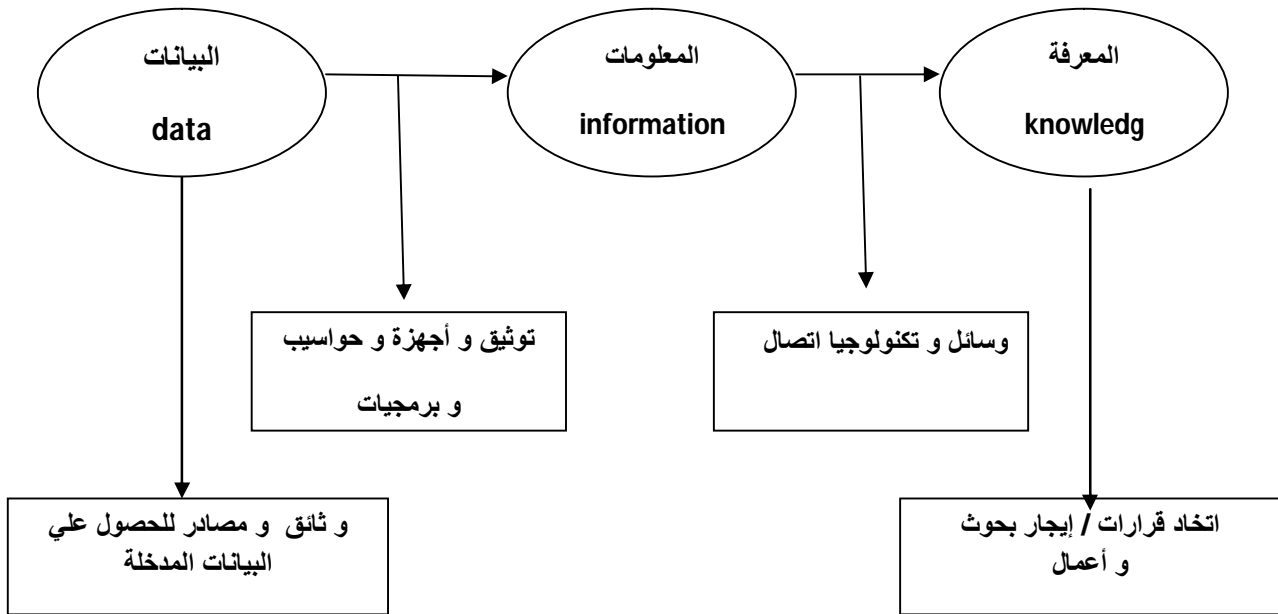 البيانات
data
المعلومات
information
المعرفة
knowledg
توثيق و أجهزة و حواسيب
و برمجيات
وسائل و تكنولوجيا اتصال
و ثائق و مصادر للحصول علي
البيانات المدخلة
اتخاد قرارات / إيجار بحوث
و أعمال